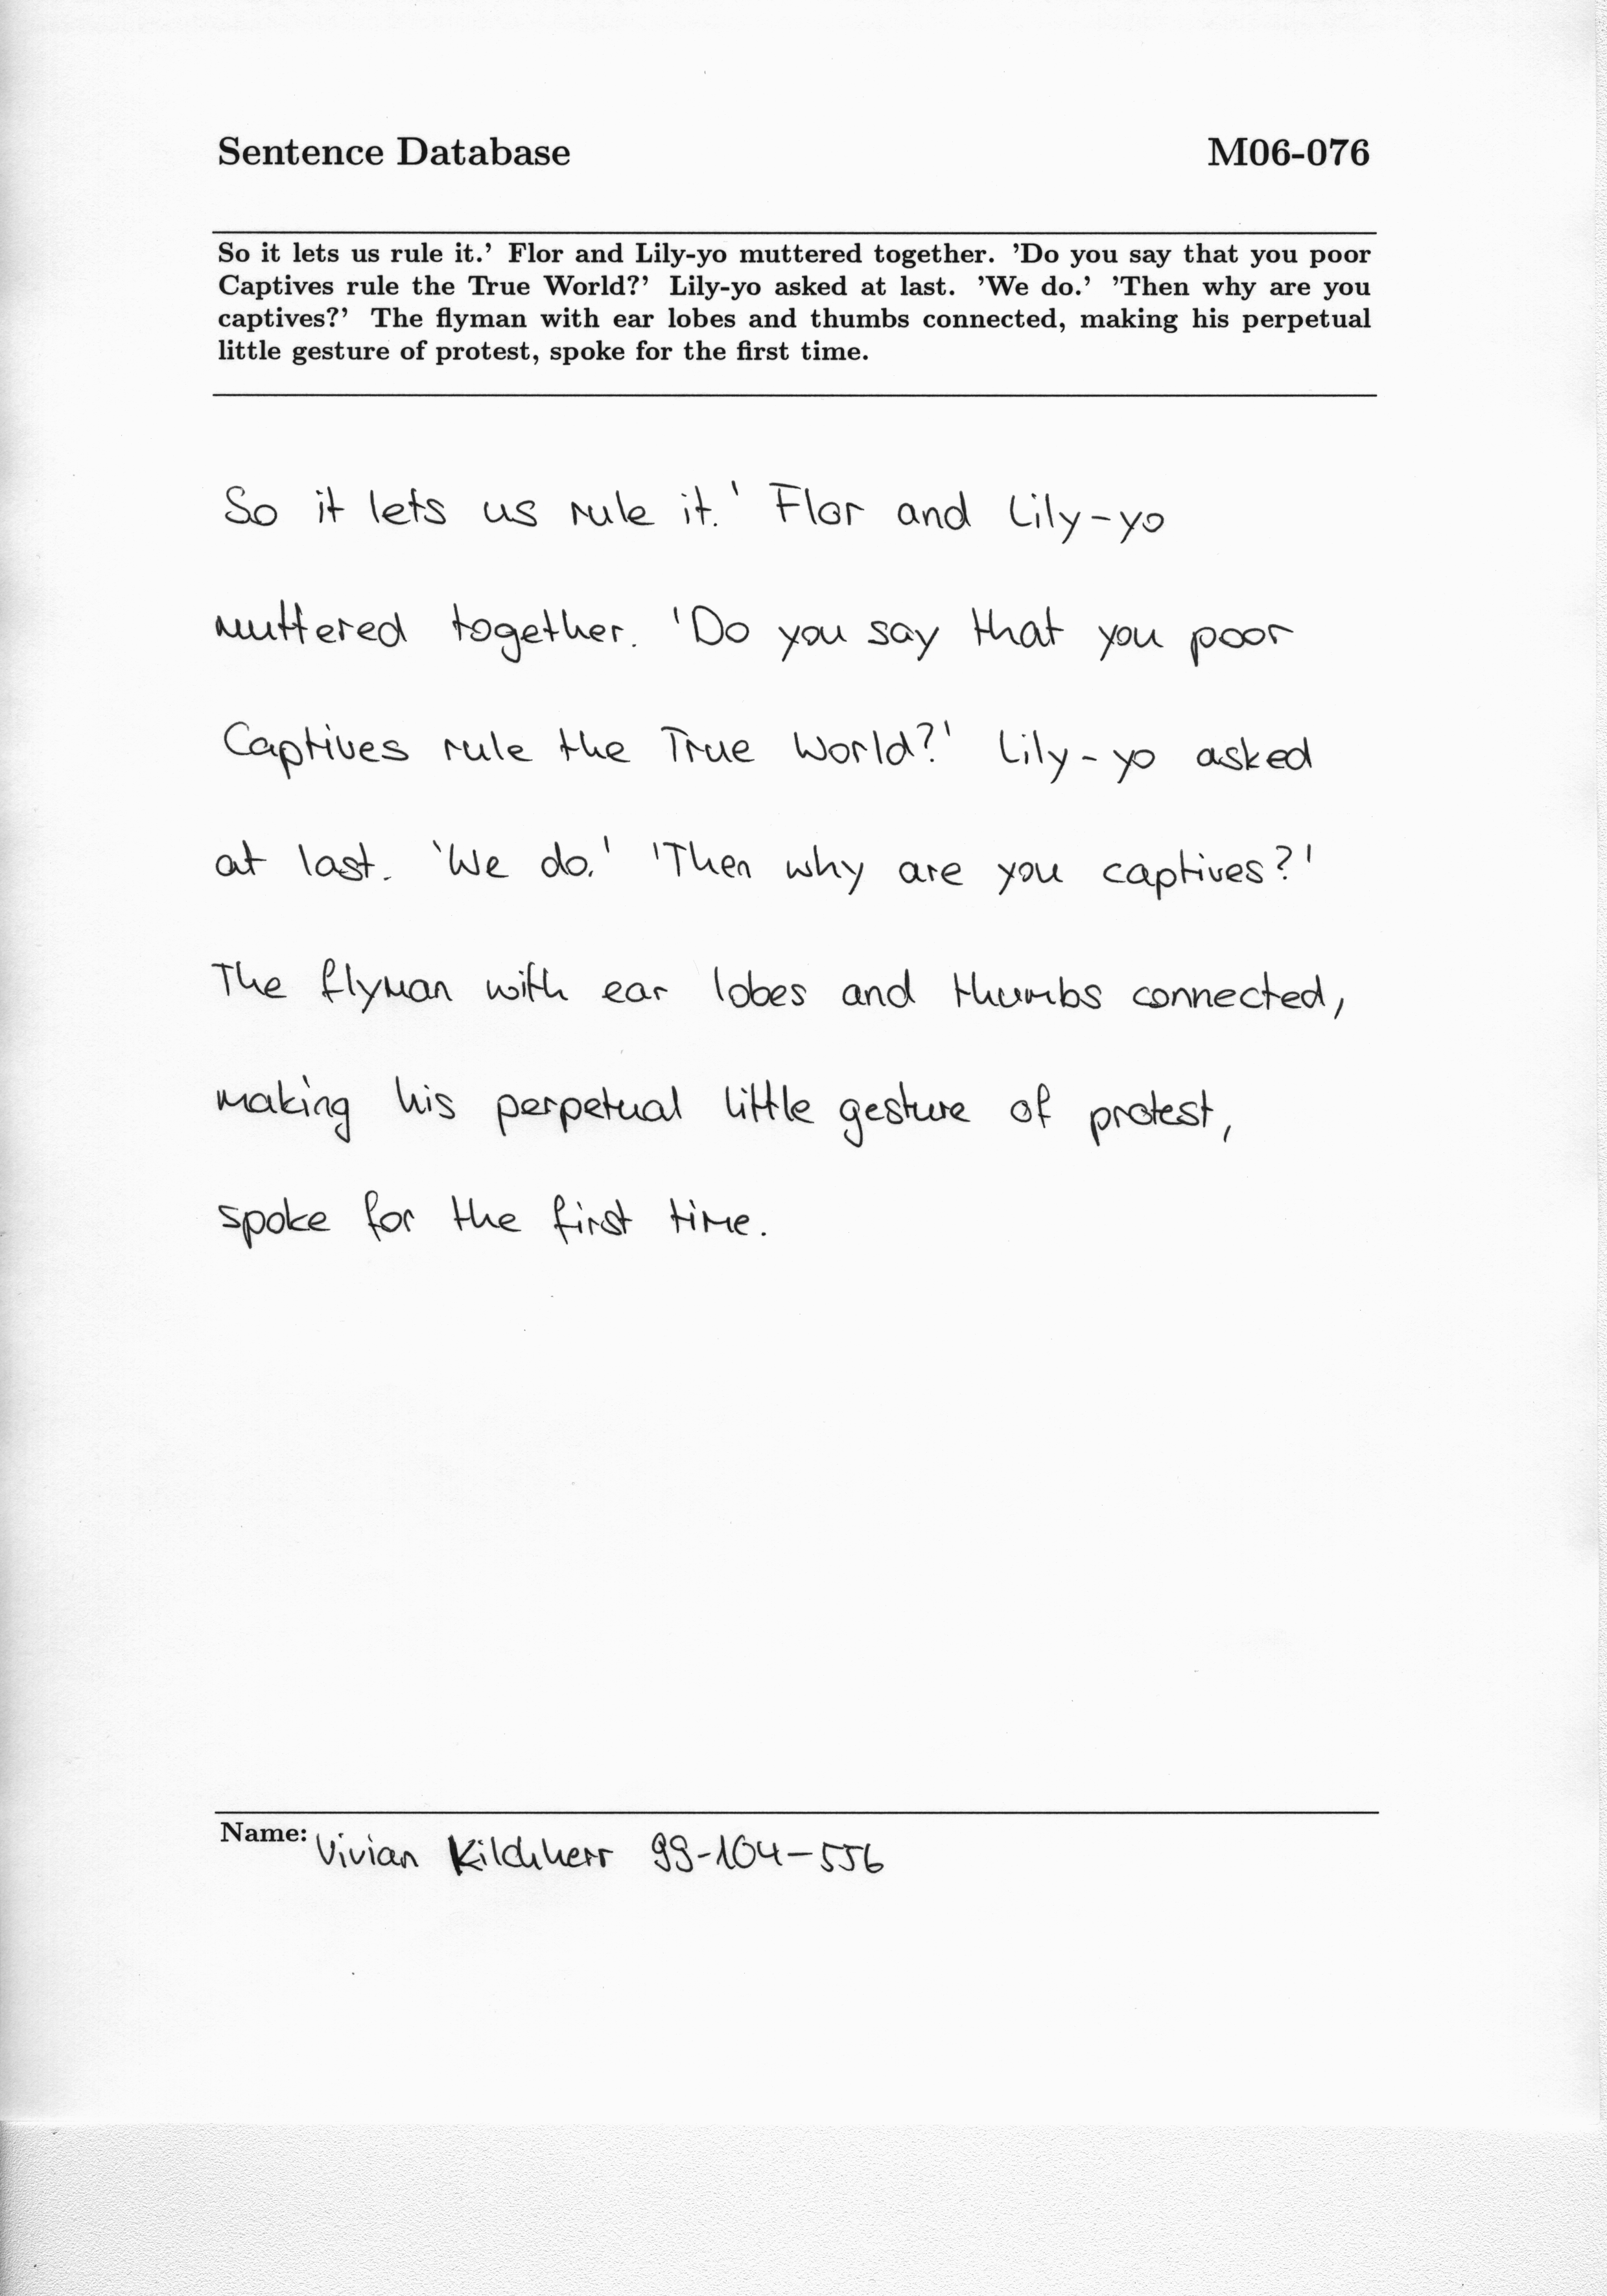 Sentence Database M06-076
So it lets us rule it.’ Flor and Lily-yo muttered together. ’Do you say that you poor
Captives rule the True World?’ Lily-yo asked at last. ’We do.’ ’Then why are you
captives?’ The flyman with ear lobes and thumbs connected, making his perpetual
little gesture of protest, spoke for the first time.
So it lets us rule it.' Flor and Lily-yo
muttered together. 'Do you say that you poor
Captives rule the True World?' Lily-yo asked
at last. 'We do.' 'Then why are you captives?'
The flyman with ear lobes and thumbs connected,
making his perpetual little gesture of protest,
spoke for the first time.
Name: Vivian Kilchherr 99-104-556